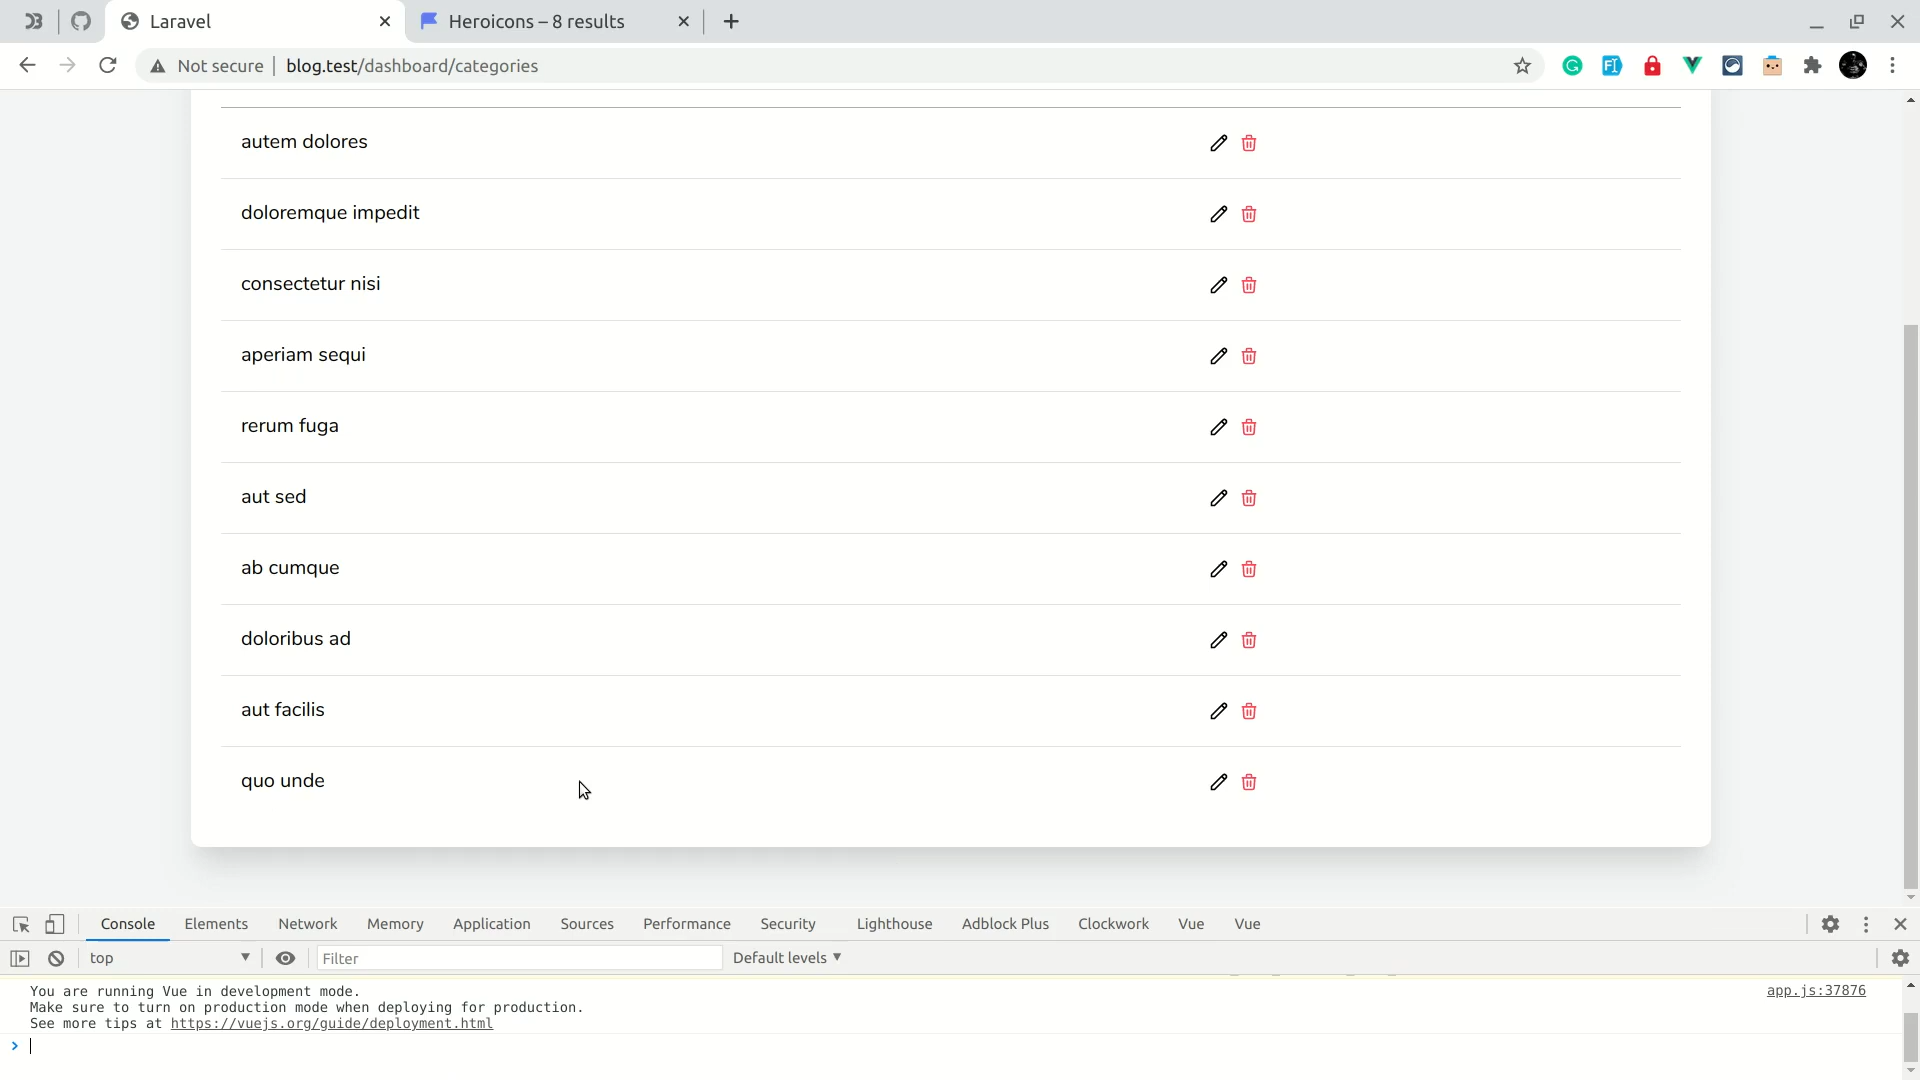 Laravel
Heroicons – 8 results
Not secure | blog.test/dashboard/categories
autem dolores
doloremque impedit
consectetur nisi
aperiam sequi
rerum fuga
aut sed
ab cumque
doloribus ad
aut facilis
quo unde
Console Elements Network Memory Application Sources Performance Security Lighthouse Adblock Plus Clockwork Vue Vue
top Filter Default levels
You are running Vue in development mode. app.js:37876
Make sure to turn on production mode when deploying for production.
See more tips at https://vuejs.org/guide/deployment.html